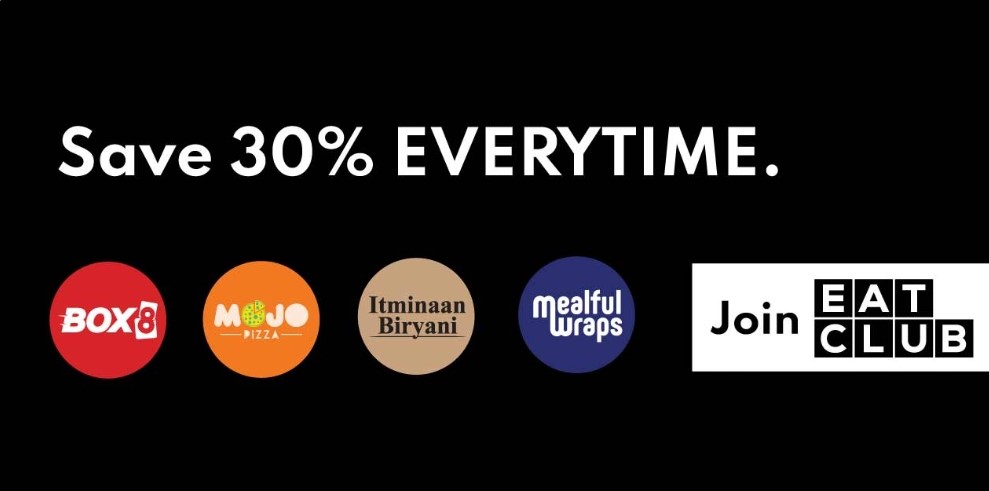 Save 30% EVERYTIME.
BOX8
MOJO
PIZZA
Itminaan
Biryani
mealful
wraps
Join
EAT
CLUB